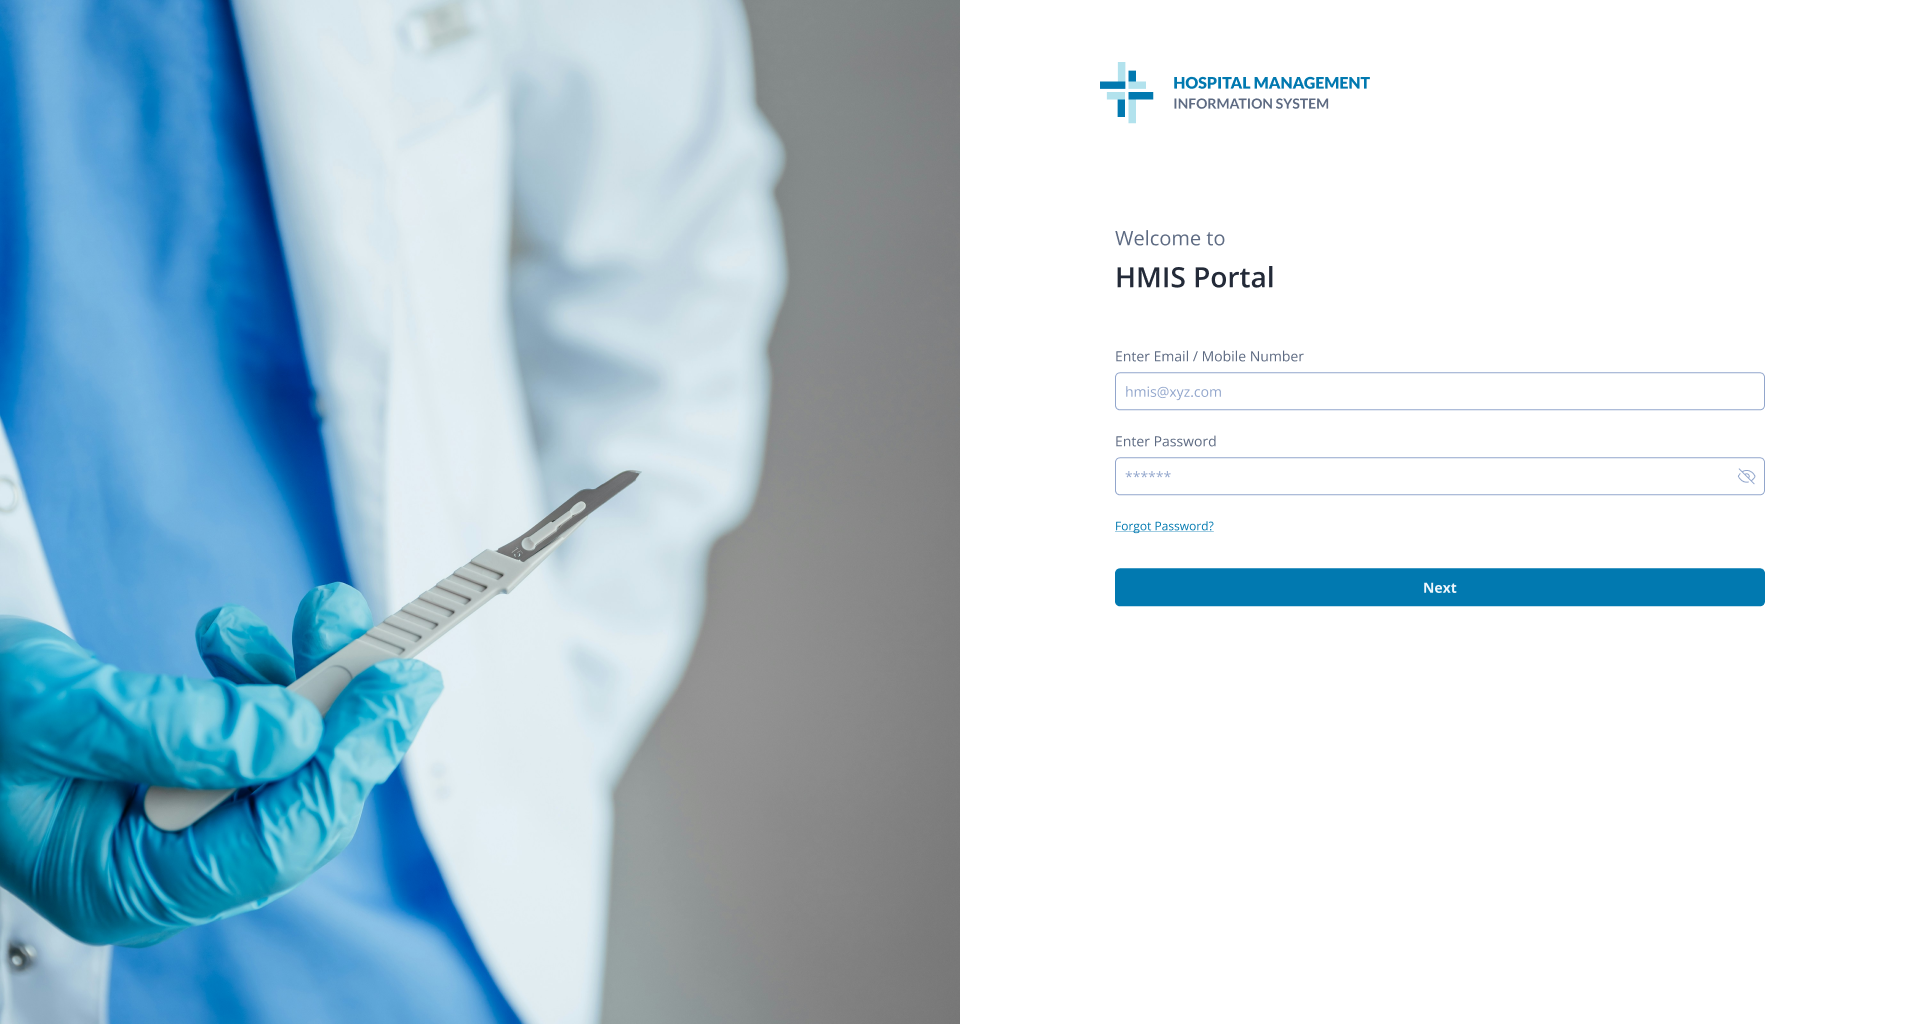 HOSPITAL MANAGEMENT
INFORMATION SYSTEM
Welcome to
HMIS Portal
Enter Email / Mobile Number
hmis@xyz.com
Enter Password
******
Forgot Password?
Next